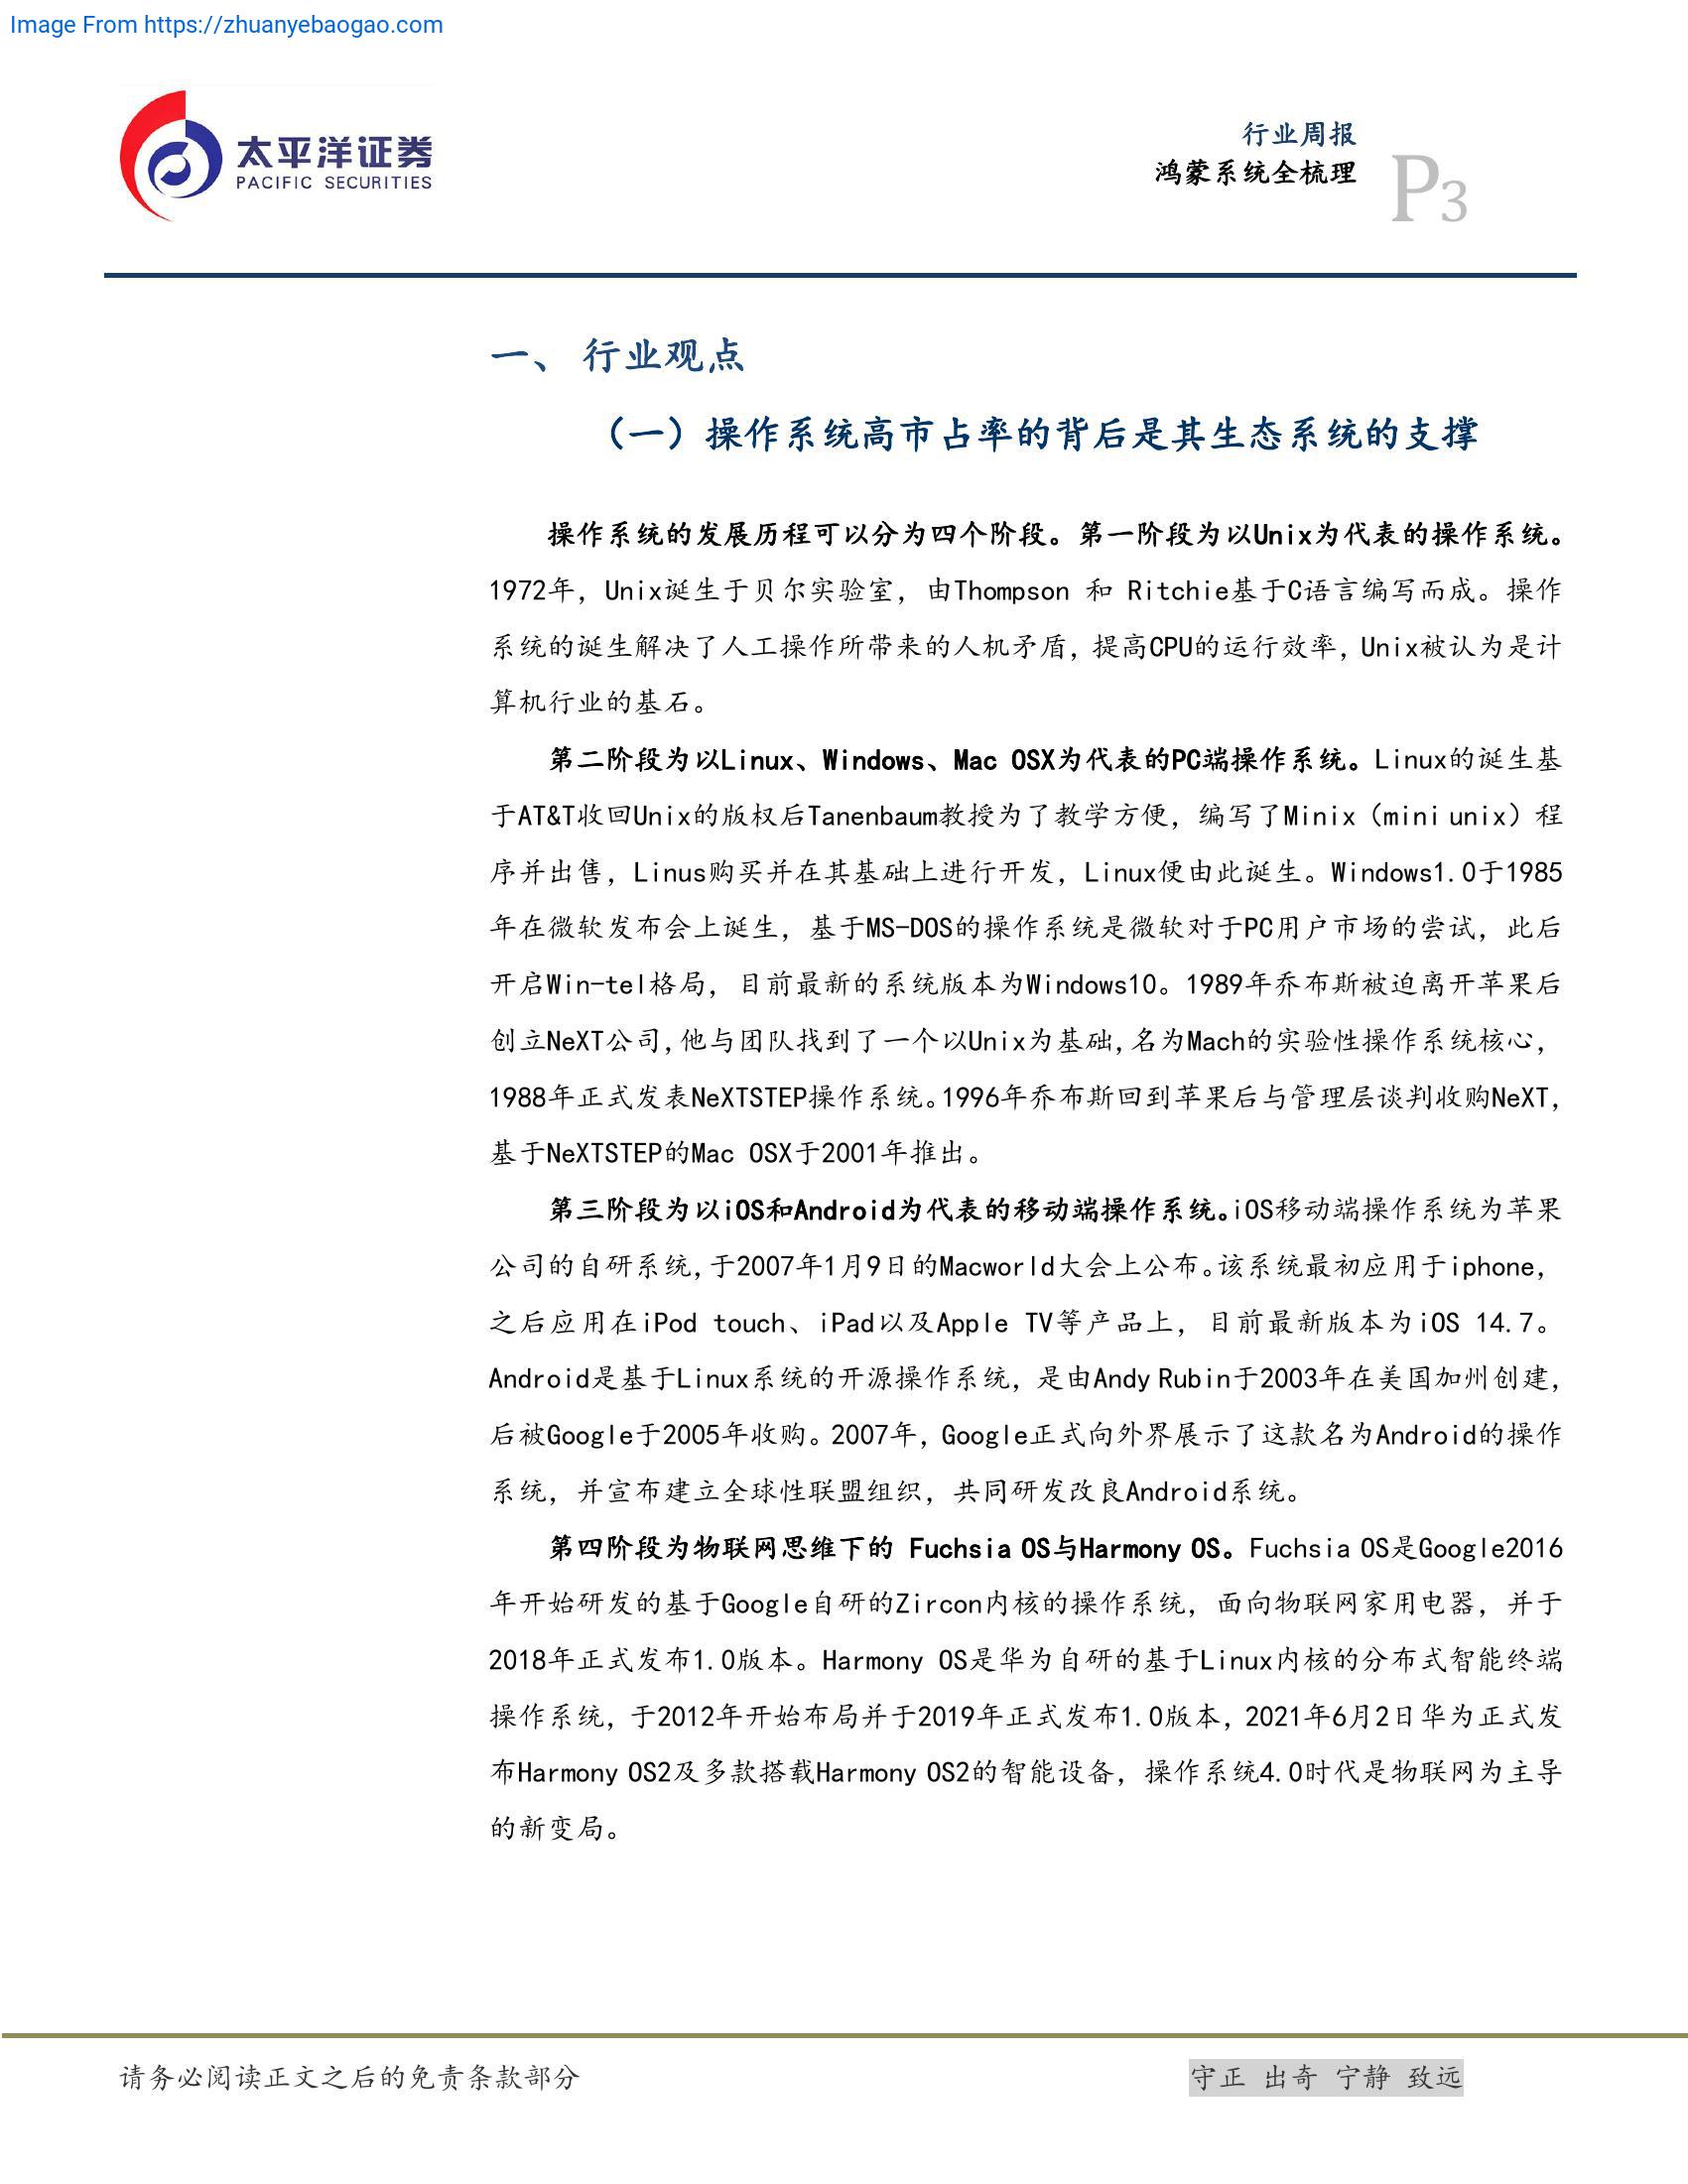 Image From https://zhuanyebaogao.com
太平洋证券
PACIFIC SECURITIES
行业周报
鸿蒙系统全梳理
P3
一、 行业观点
（一）操作系统高市占率的背后是其生态系统的支撑
操作系统的发展历程可以分为四个阶段。第一阶段为以Unix为代表的操作系统。
1972年，Unix诞生于贝尔实验室，由Thompson 和 Ritchie基于C语言编写而成。操作
系统的诞生解决了人工操作所带来的人机矛盾，提高CPU的运行效率，Unix被认为是计
算机行业的基石。
第二阶段为以Linux、Windows、Mac OSX为代表的PC端操作系统。Linux的诞生基
于AT&T收回Unix的版权后Tanenbaum教授为了教学方便，编写了Minix（mini unix）程
序并出售，Linus购买并在其基础上进行开发，Linux便由此诞生。Windows1.0于1985
年在微软发布会上诞生，基于MS-DOS的操作系统是微软对于PC用户市场的尝试，此后
开启Win-tel格局，目前最新的系统版本为Windows10。1989年乔布斯被迫离开苹果后
创立NeXT公司，他与团队找到了一个以Unix为基础，名为Mach的实验性操作系统核心，
1988年正式发表NeXTSTEP操作系统。1996年乔布斯回到苹果后与管理层谈判收购NeXT，
基于NeXTSTEP的Mac OSX于2001年推出。
第三阶段为以iOS和Android为代表的移动端操作系统。iOS移动端操作系统为苹果
公司的自研系统，于2007年1月9日的Macworld大会上公布。该系统最初应用于iphone，
之后应用在iPod touch、iPad以及Apple TV等产品上，目前最新版本为iOS 14.7。
Android是基于Linux系统的开源操作系统，是由Andy Rubin于2003年在美国加州创建，
后被Google于2005年收购。2007年，Google正式向外界展示了这款名为Android的操作
系统，并宣布建立全球性联盟组织，共同研发改良Android系统。
第四阶段为物联网思维下的 Fuchsia OS与Harmony OS。Fuchsia OS是Google2016
年开始研发的基于Google自研的Zircon内核的操作系统，面向物联网家用电器，并于
2018年正式发布1.0版本。Harmony OS是华为自研的基于Linux内核的分布式智能终端
操作系统，于2012年开始布局并于2019年正式发布1.0版本，2021年6月2日华为正式发
布Harmony OS2及多款搭载Harmony OS2的智能设备，操作系统4.0时代是物联网为主导
的新变局。
请务必阅读正文之后的免责条款部分
守正 出奇 宁静 致远